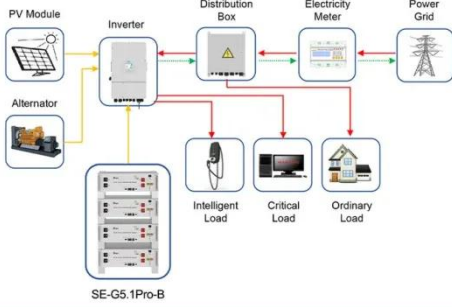 PV Module
Inverter
Distribution
Box
Electricity
Meter
Power
Grid
Alternator
Intelligent
Load
Critical
Load
Ordinary
Load
SE-G5.1Pro-B